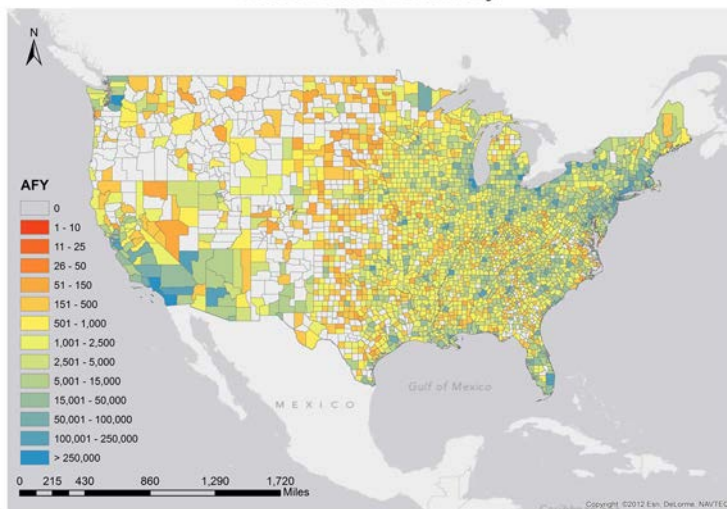 N
AFY
0
1 - 10
11 - 25
26 - 50
51 - 150
151 - 500
501 - 1,000
1,001 - 2,500
2,501 - 5,000
5,001 - 15,000
15,001 - 50,000
50,001 - 100,000
100,001 - 250,000
> 250,000
Gulf of Mexico
MEXICO
0 215 430 860 1,290 1,720
Miles
Copyright ©2012 Esri, DeLorme, NAVTEQ